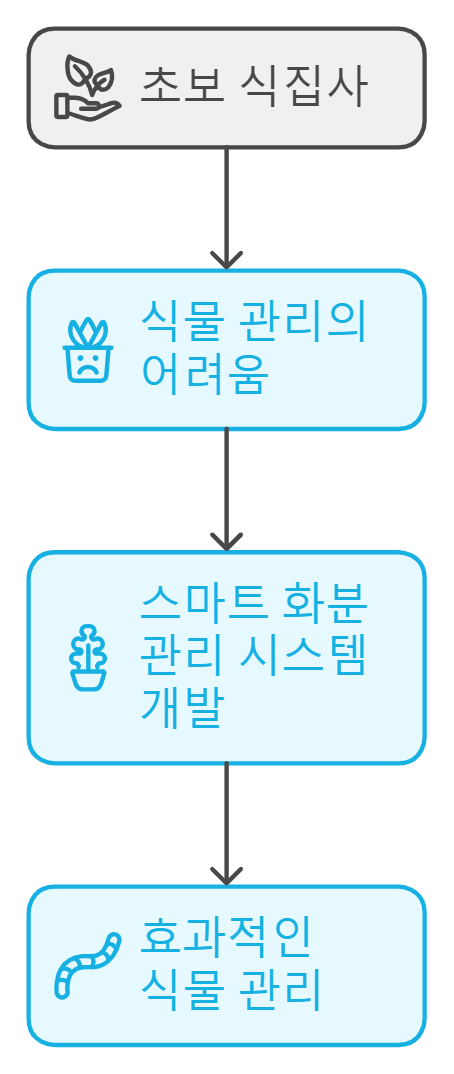 초보 식집사
식물 관리의
어려움
스마트 화분
관리 시스템
개발
효과적인
식물 관리